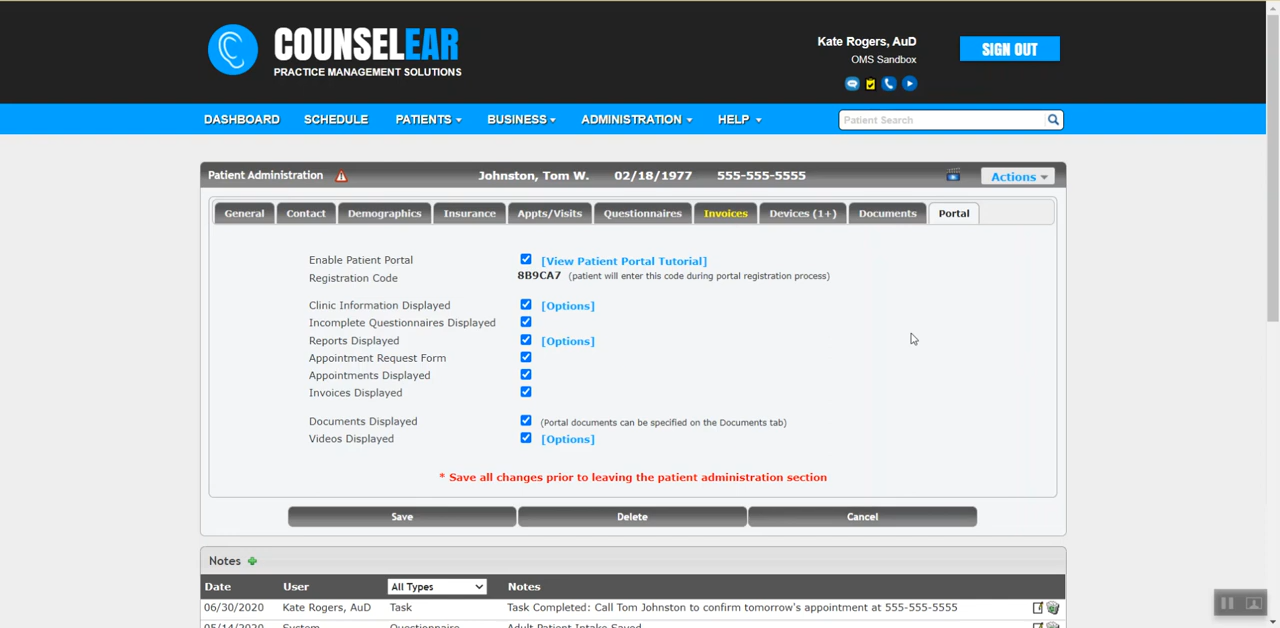 COUNSELEAR
PRACTICE MANAGEMENT SOLUTIONS
Kate Rogers, AuD
OMS Sandbox
SIGN OUT
DASHBOARD SCHEDULE PATIENTS BUSINESS ADMINISTRATION HELP Patient Search
Patient Administration Johnston, Tom W. 02/18/1977 555-555-5555 Actions
General Contact Demographics Insurance Appts/Visits Questionnaires Invoices Devices (1+) Documents Portal
Enable Patient Portal [View Patient Portal Tutorial]
Registration Code 8B9CA7 (patient will enter this code during portal registration process)
Clinic Information Displayed [Options]
Incomplete Questionnaires Displayed
Reports Displayed [Options]
Appointment Request Form
Appointments Displayed
Invoices Displayed
Documents Displayed (Portal documents can be specified on the Documents tab)
Videos Displayed [Options]
* Save all changes prior to leaving the patient administration section
Save Delete Cancel
Notes
Date User All Types Notes
06/30/2020 Kate Rogers, AuD Task Task Completed: Call Tom Johnston to confirm tomorrow's appointment at 555-555-5555
05/14/2020 System Questionnaire Adult Patient Intake Saved